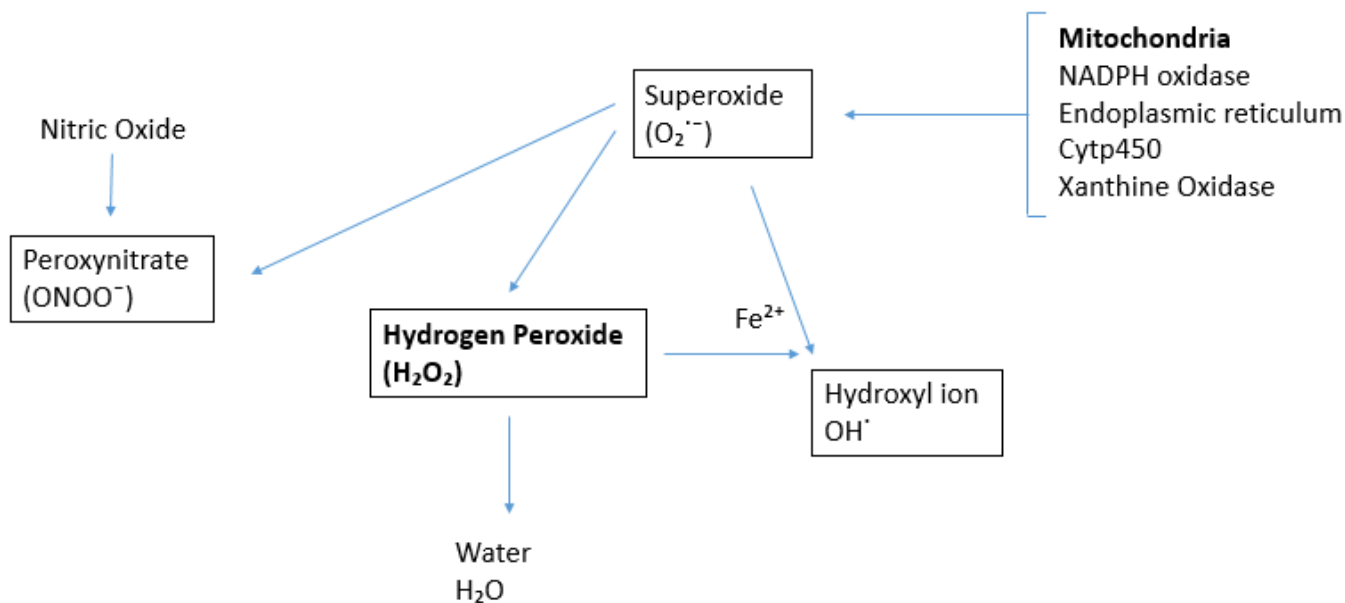 Mitochondria
NADPH oxidase
Endoplasmic reticulum
Cytp450
Xanthine Oxidase
Superoxide
(O₂˙⁻)
Nitric Oxide
Peroxynitrate
(ONOO⁻)
Hydrogen Peroxide
(H₂O₂)
Fe²⁺
Hydroxyl ion
OH˙
Water
H₂O